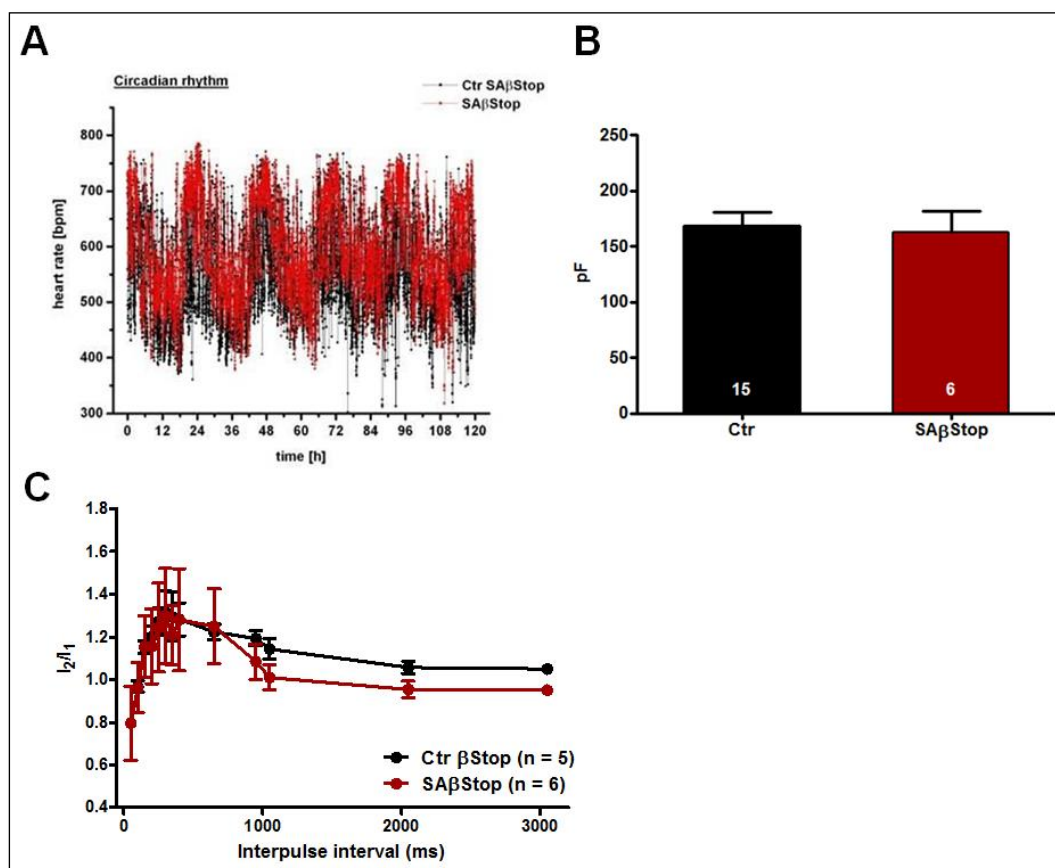 A
Circadian rhythm
Ctr SAβStop
SAβStop
heart rate [bpm]
800
700
600
500
400
300
0 12 24 36 48 60 72 84 96 108 120
time [h]
B
pF
250
200
150
100
50
0
15
6
Ctr
SAβStop
C
I₂/I₁
1.8
1.6
1.4
1.2
1.0
0.8
0.6
0.4
Ctr βStop (n = 5)
SAβStop (n = 6)
0 1000 2000 3000
Interpulse interval (ms)